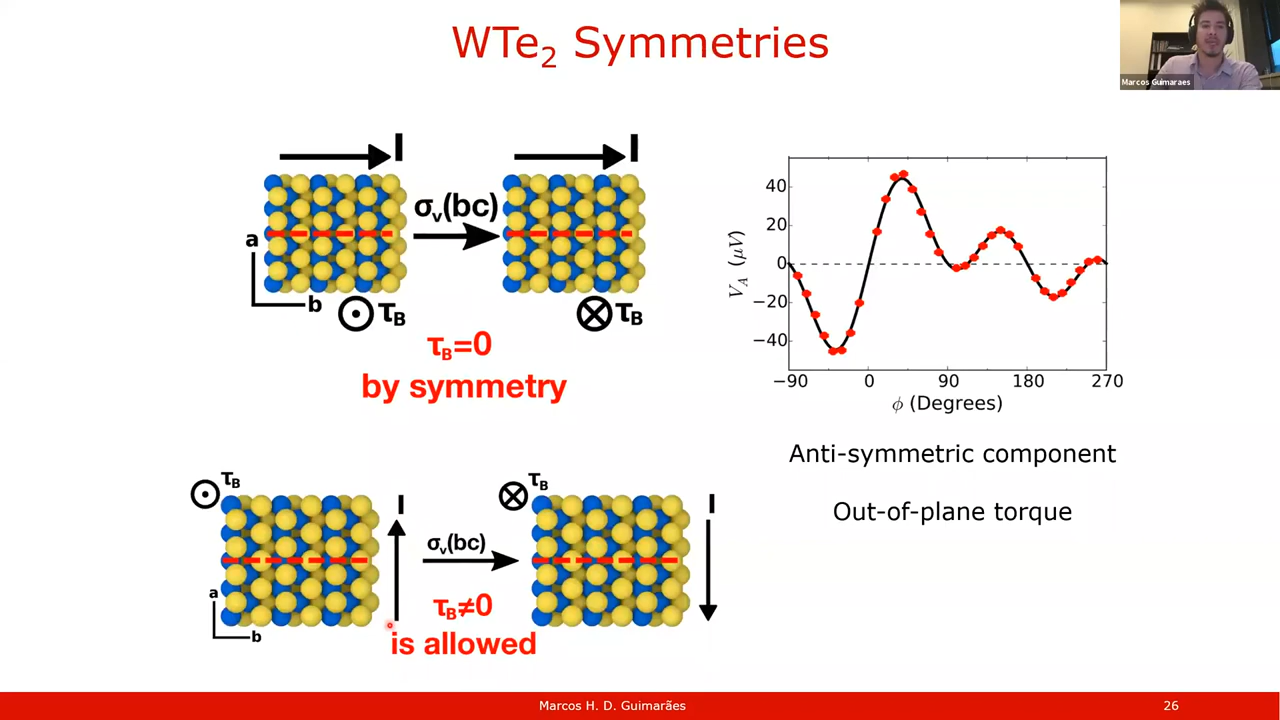 WTe₂ Symmetries
Marcos Guimaraes
I
I
σᵥ(bc)
a
b
τB
τB
τB=0
by symmetry
40
20
0
−20
−40
V_A (μV)
−90
0
90
180
270
ϕ (Degrees)
Anti-symmetric component
Out-of-plane torque
τB
I
τB
I
σᵥ(bc)
a
b
τB≠0
is allowed
Marcos H. D. Guimarães
26